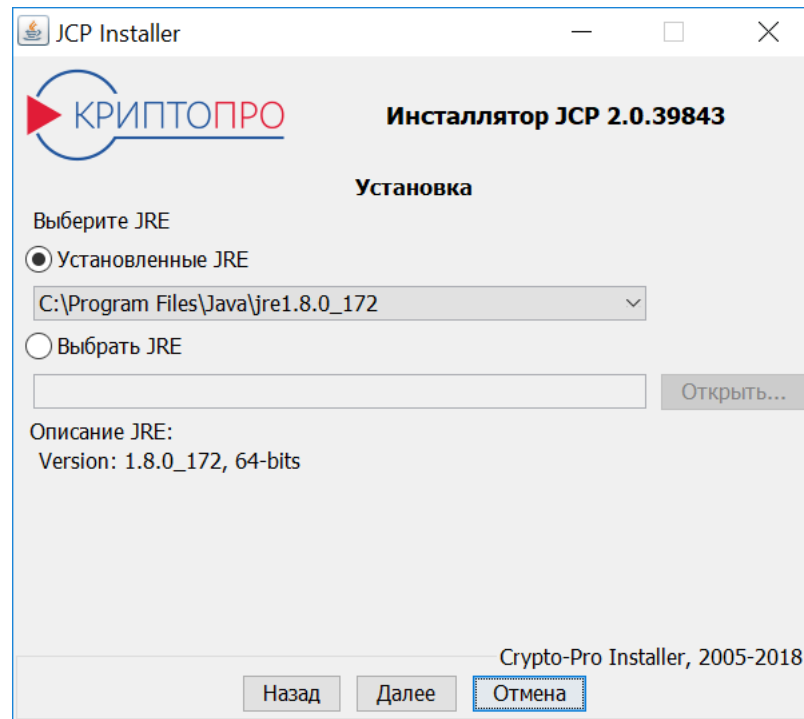 JCP Installer
КРИПТОПРО
Инсталлятор JCP 2.0.39843
Установка
Выберите JRE
Установленные JRE
C:\Program Files\Java\jre1.8.0_172
Выбрать JRE
Открыть...
Описание JRE:
Version: 1.8.0_172, 64-bits
Crypto-Pro Installer, 2005-2018
Назад Далее Отмена